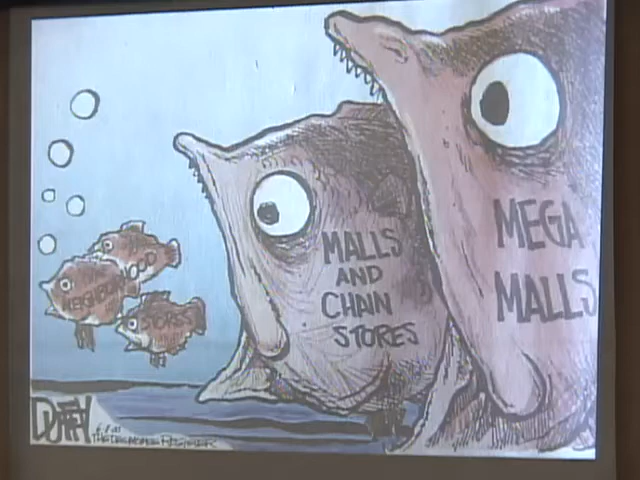 NEIGHBORHOOD
STORES
MALLS
AND
CHAIN
STORES
MEGA
MALLS
DUFFY
THE DES MOINES REGISTER